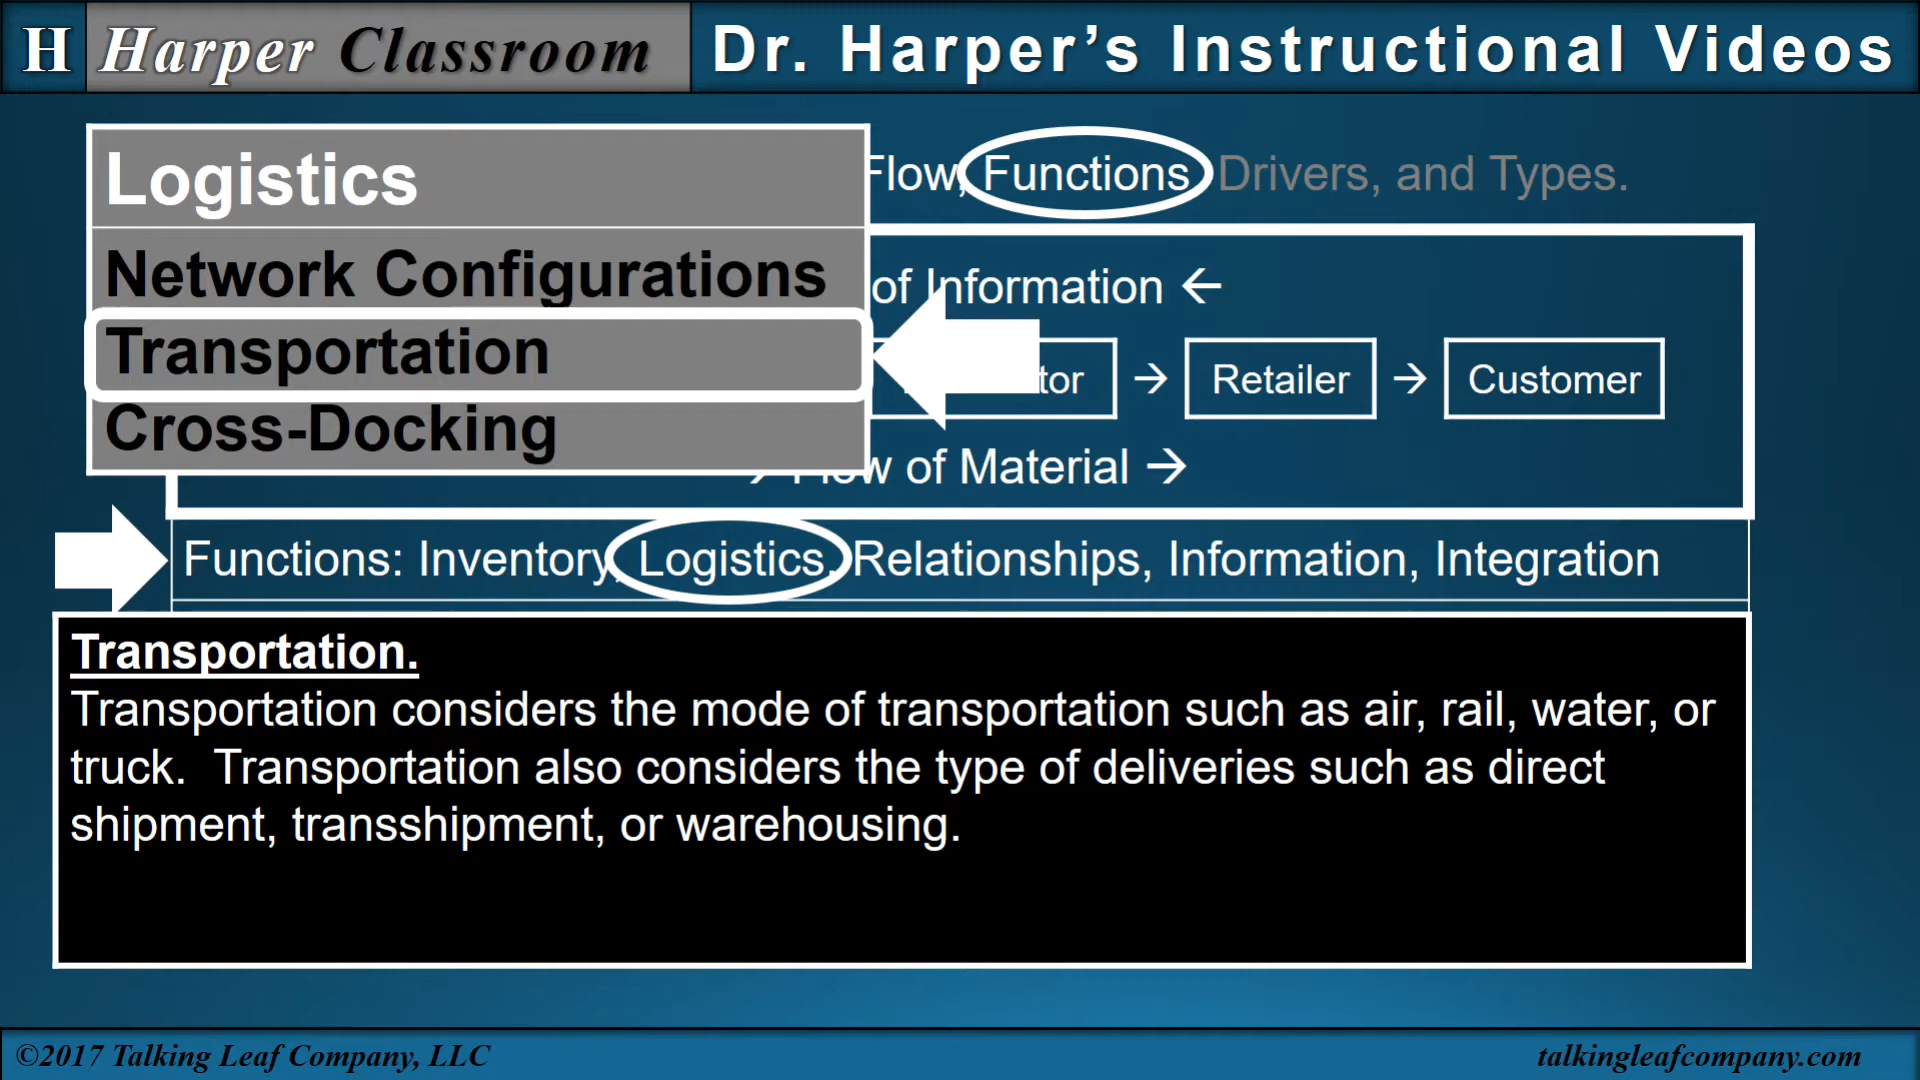 H Harper Classroom Dr. Harper’s Instructional Videos
Logistics
Flow, Functions, Drivers, and Types.
Network Configurations
of Information ←
Transportation
→ Retailer → Customer
Cross-Docking
Flow of Material →
Functions: Inventory, Logistics, Relationships, Information, Integration
Transportation.
Transportation considers the mode of transportation such as air, rail, water, or
truck.  Transportation also considers the type of deliveries such as direct
shipment, transshipment, or warehousing.
©2017 Talking Leaf Company, LLC
talkingleafcompany.com